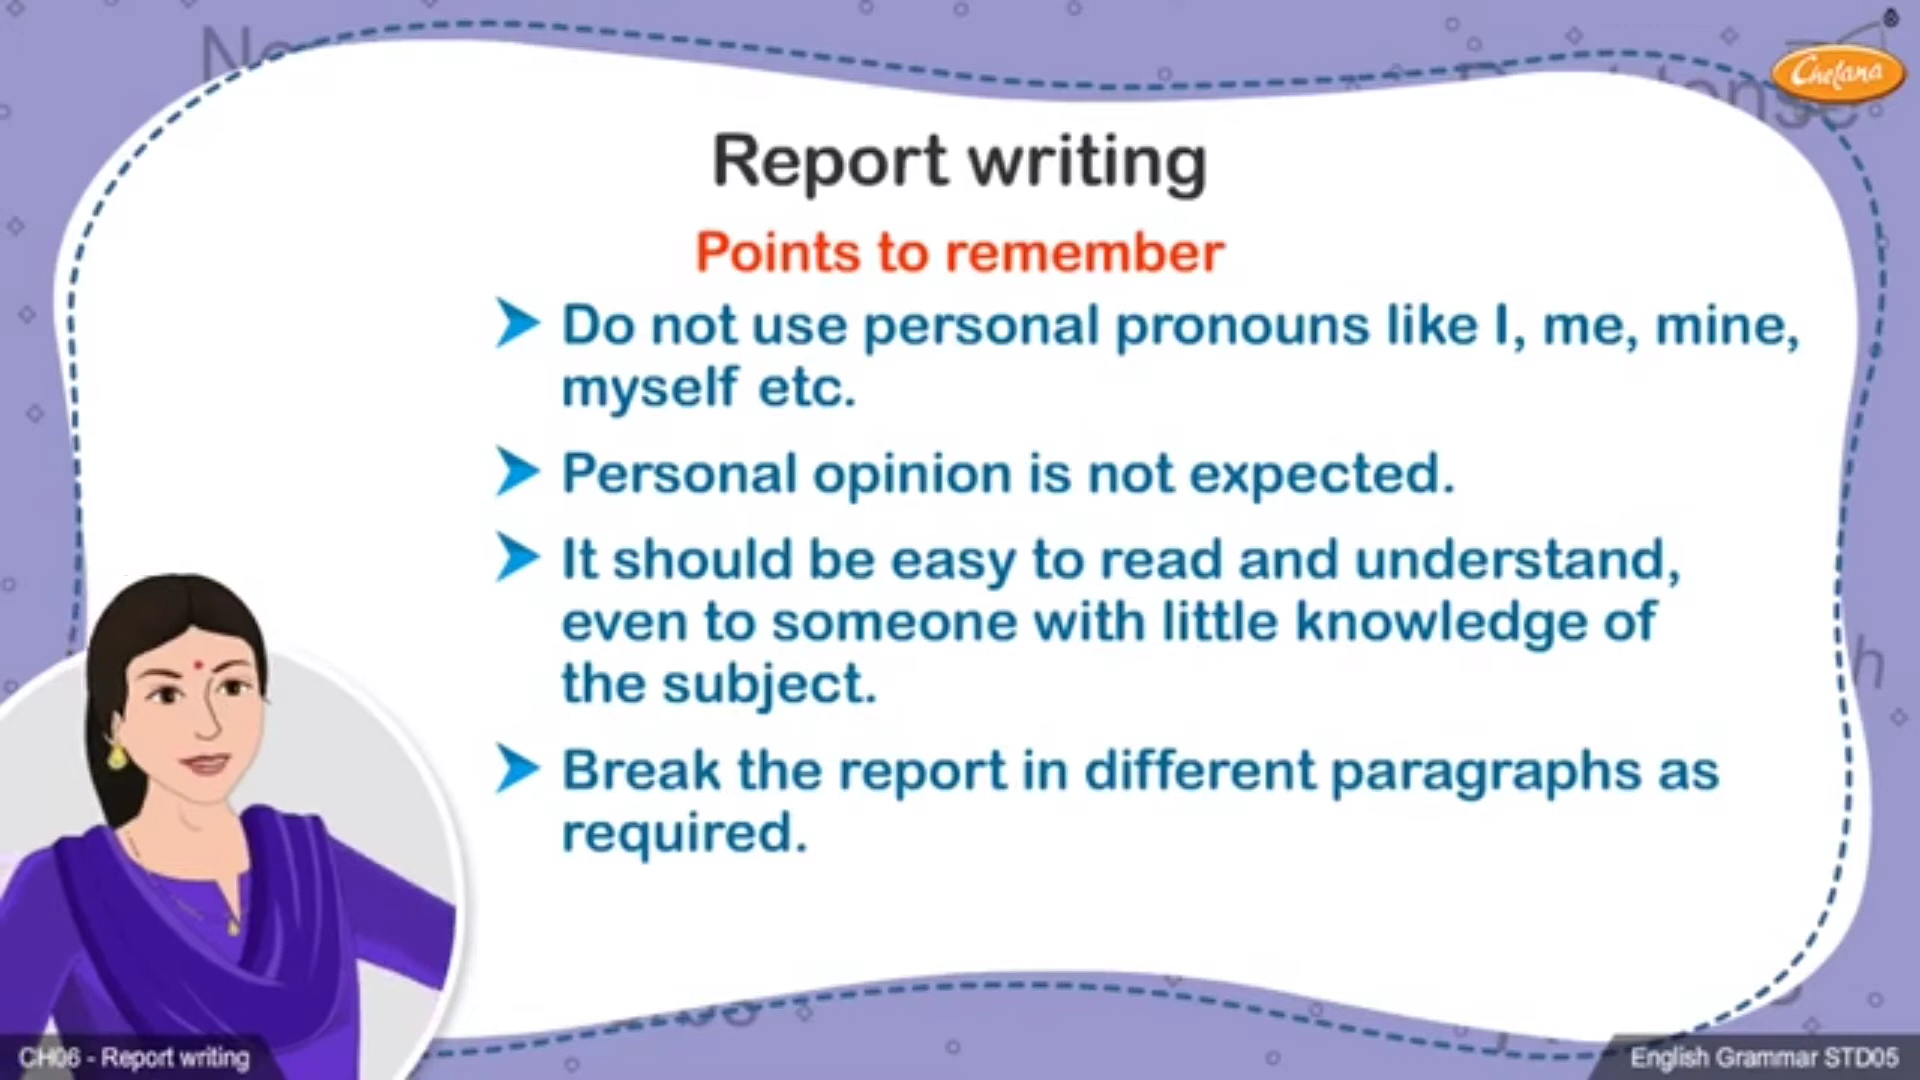 Chetana
Report writing
Points to remember
Do not use personal pronouns like I, me, mine,
myself etc.
Personal opinion is not expected.
It should be easy to read and understand,
even to someone with little knowledge of
the subject.
Break the report in different paragraphs as
required.
CH06 - Report writing
English Grammar STD05